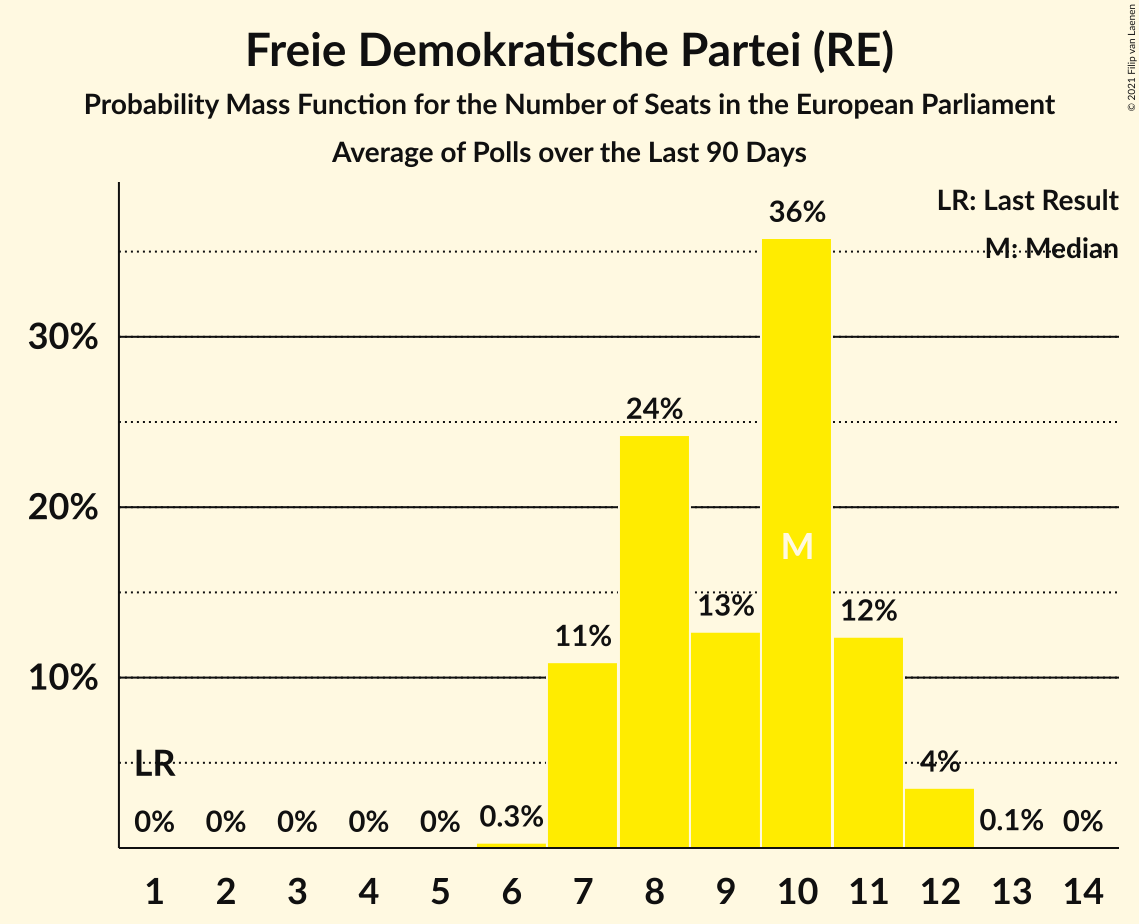 Freie Demokratische Partei (RE)
Probability Mass Function for the Number of Seats in the European Parliament
Average of Polls over the Last 90 Days
© 2021 Filip van Laenen
LR: Last Result
M: Median
36%
30%
24%
20%
M
13%
12%
11%
10%
LR
4%
0% 0% 0% 0% 0% 0.3% 0.1% 0%
1 2 3 4 5 6 7 8 9 10 11 12 13 14